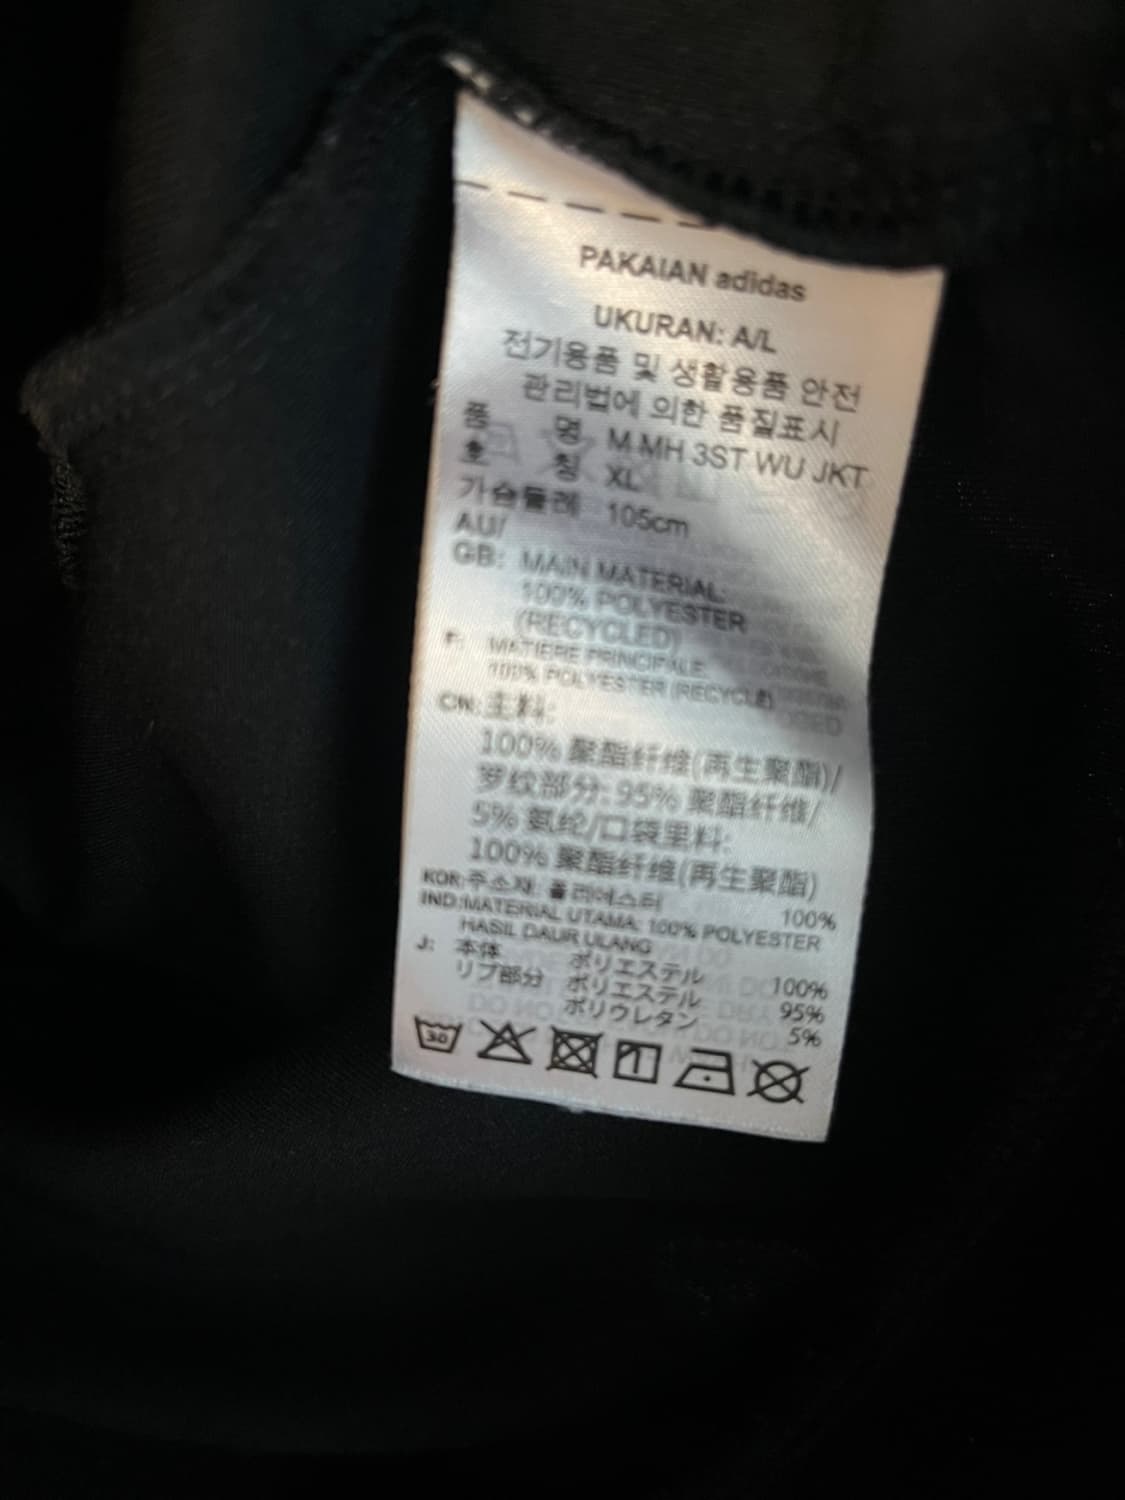 PAKAIAN adidas
UKURAN: A/L
전기용품 및 생활용품 안전
관리법에 의한 품질표시
품 명 M MH 3ST WU JKT
호 칭 XL
가슴둘레 105cm
AU/
GB: MAIN MATERIAL:
100% POLYESTER
(RECYCLED)
F: MATIERE PRINCIPALE:
100% POLYESTER (RECYCLÉ)
CN: 主料:
100% 聚酯纤维(再生聚酯)/
罗纹部分: 95% 聚酯纤维/
5% 氨纶/口袋里料:
100% 聚酯纤维(再生聚酯)
KOR: 주소재: 폴리에스터 100%
IND:MATERIAL UTAMA: 100% POLYESTER
HASIL DAUR ULANG
J: 本体 ポリエステル 100%
リブ部分 ポリエステル 95%
ポリウレタン 5%
30